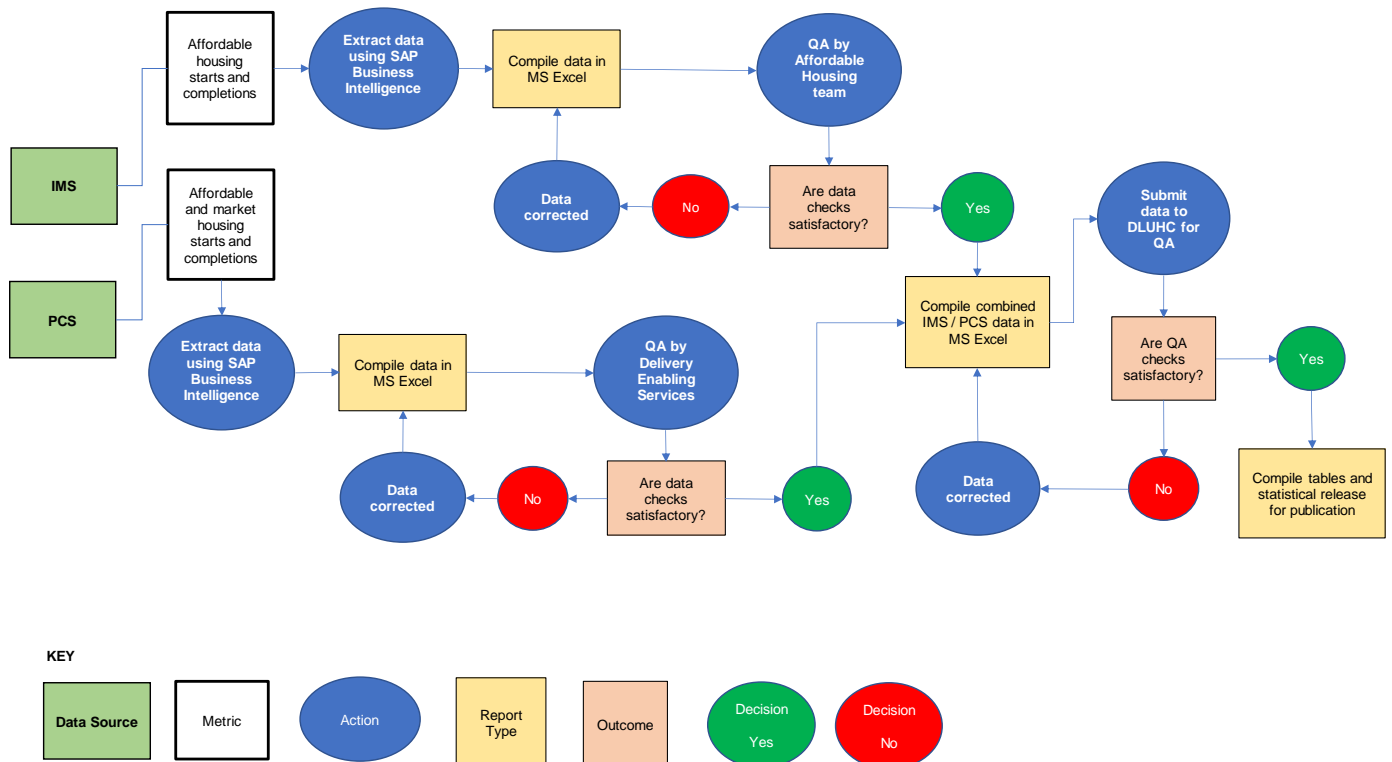 Affordable
housing
starts and
completions
Extract data
using SAP
Business
Intelligence
Compile data in
MS Excel
QA by
Affordable
Housing
team
IMS
Affordable
and market
housing
starts and
completions
Data
corrected
No
Are data
checks
satisfactory?
Yes
Submit
data to
DLUHC for
QA
PCS
Extract data
using SAP
Business
Intelligence
Compile data in
MS Excel
QA by
Delivery
Enabling
Services
Compile combined
IMS / PCS data in
MS Excel
Are QA
checks
satisfactory?
Yes
Data
corrected
No
Are data
checks
satisfactory?
Yes
Data
corrected
No
Compile tables and
statistical release
for publication
KEY
Data Source
Metric
Action
Report
Type
Outcome
Decision
Yes
Decision
No